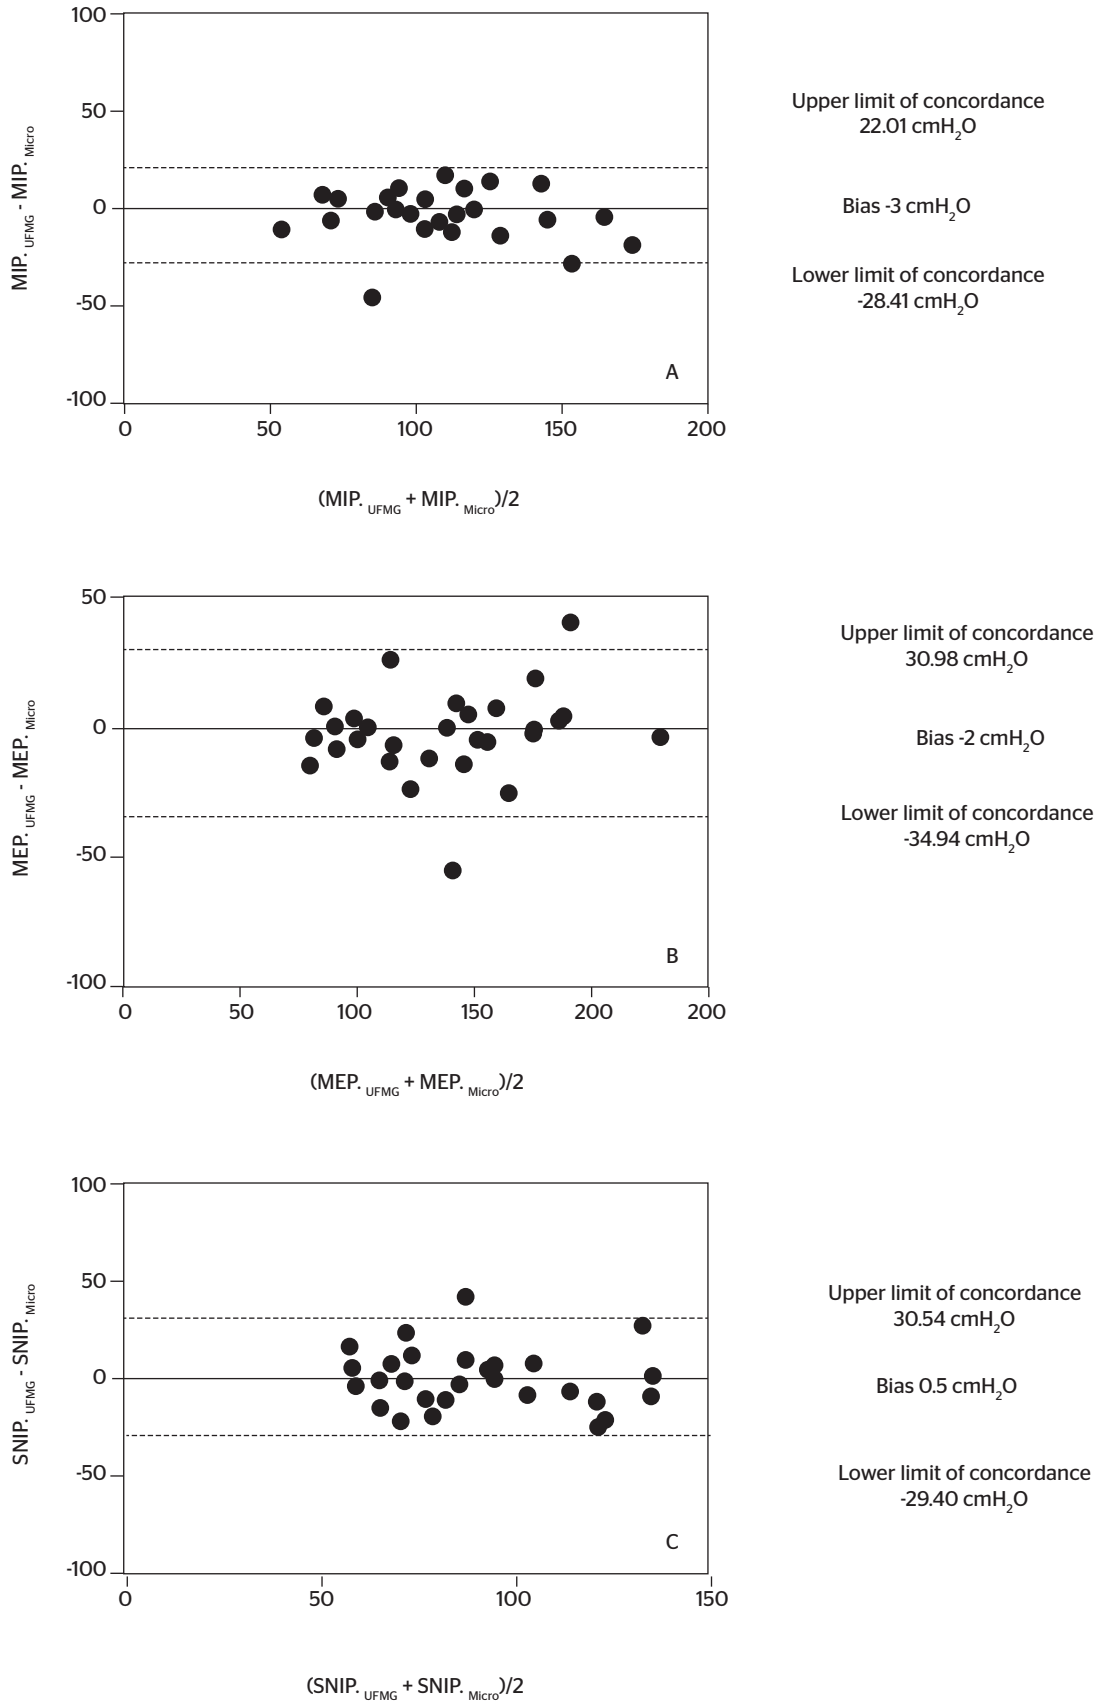 100
50
0
-50
-100
MIP. UFMG - MIP. Micro
0 50 100 150 200
(MIP. UFMG + MIP. Micro)/2
A
Upper limit of concordance
22.01 cmH2O
Bias -3 cmH2O
Lower limit of concordance
-28.41 cmH2O
50
0
-50
-100
MEP. UFMG - MEP. Micro
0 50 100 150 200 200
(MEP. UFMG + MEP. Micro)/2
B
Upper limit of concordance
30.98 cmH2O
Bias -2 cmH2O
Lower limit of concordance
-34.94 cmH2O
100
50
0
-50
-100
SNIP. UFMG - SNIP. Micro
0 50 100 150
(SNIP. UFMG + SNIP. Micro)/2
C
Upper limit of concordance
30.54 cmH2O
Bias 0.5 cmH2O
Lower limit of concordance
-29.40 cmH2O